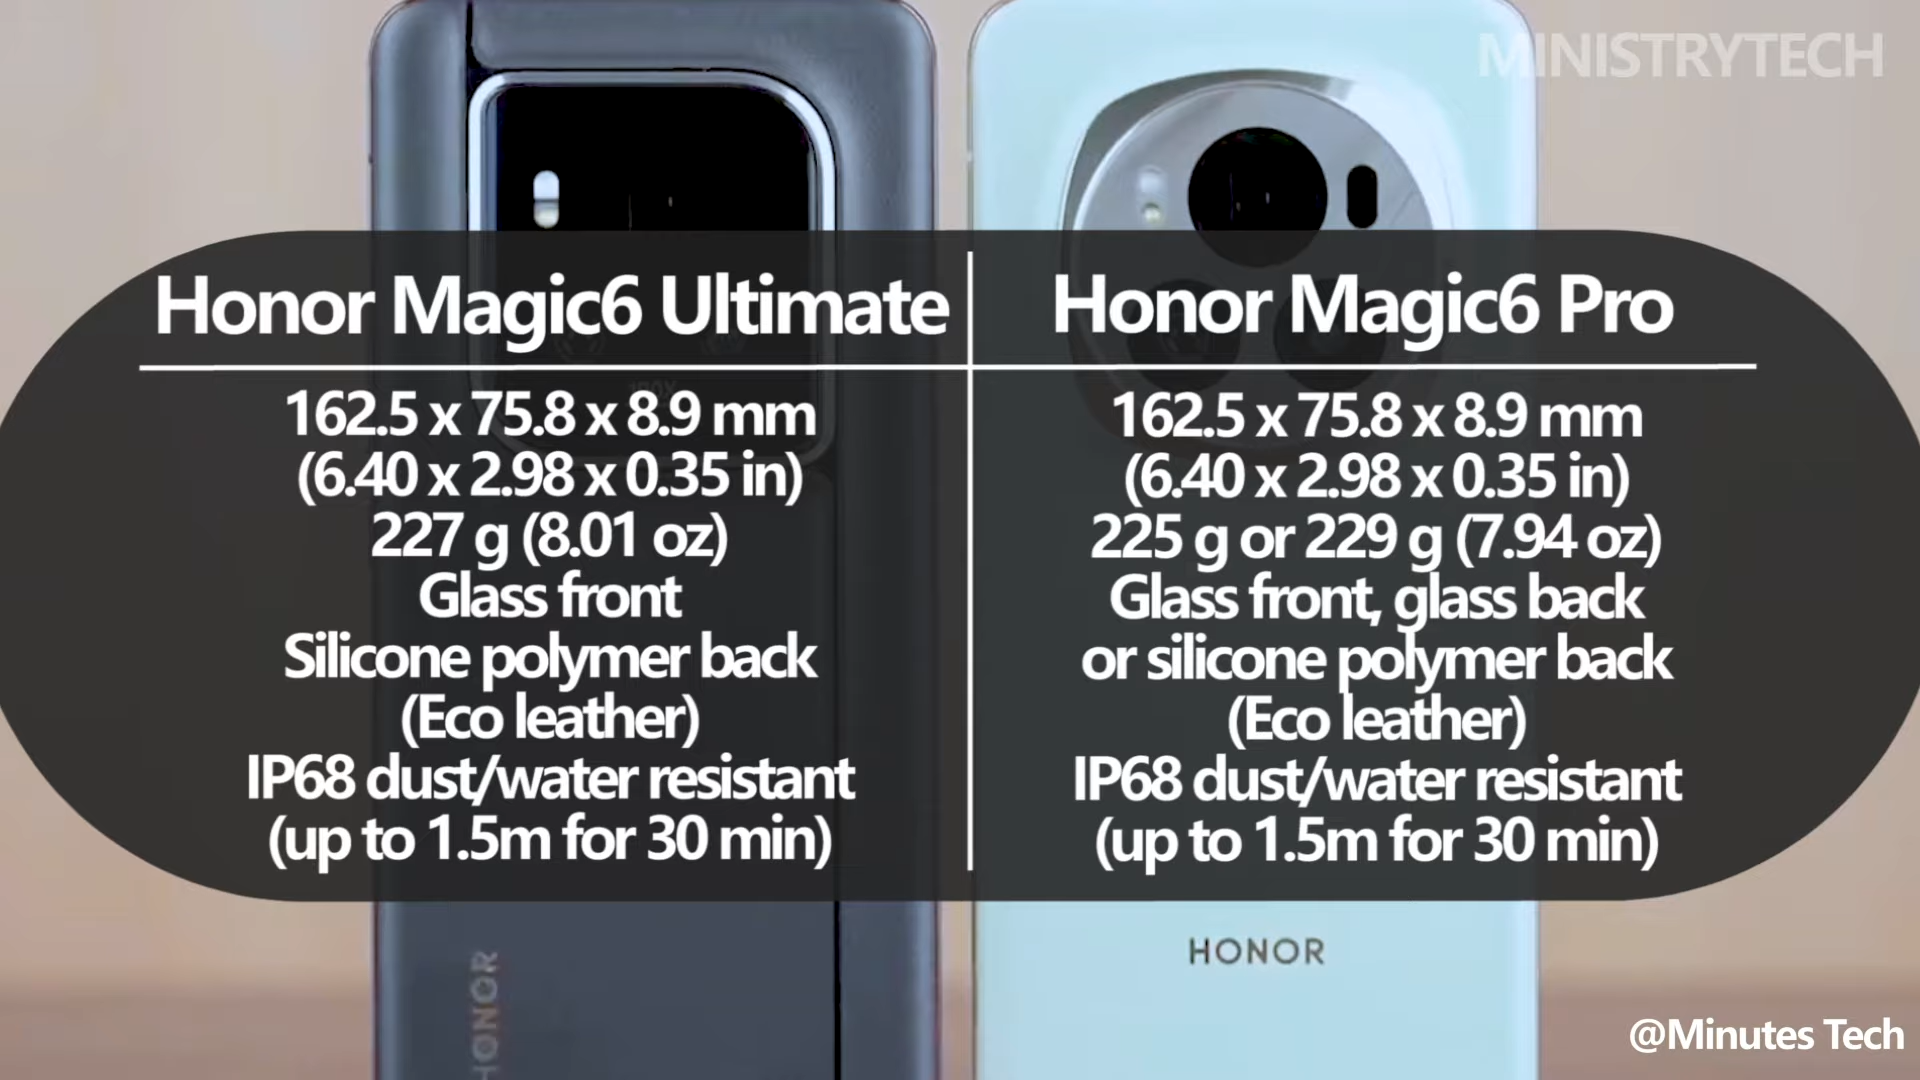 MINISTRYTECH
Honor Magic6 Ultimate
162.5 x 75.8 x 8.9 mm
(6.40 x 2.98 x 0.35 in)
227 g (8.01 oz)
Glass front
Silicone polymer back
(Eco leather)
IP68 dust/water resistant
(up to 1.5m for 30 min)
Honor Magic6 Pro
162.5 x 75.8 x 8.9 mm
(6.40 x 2.98 x 0.35 in)
225 g or 229 g (7.94 oz)
Glass front, glass back
or silicone polymer back
(Eco leather)
IP68 dust/water resistant
(up to 1.5m for 30 min)
HONOR
HONOR
@Minutes Tech